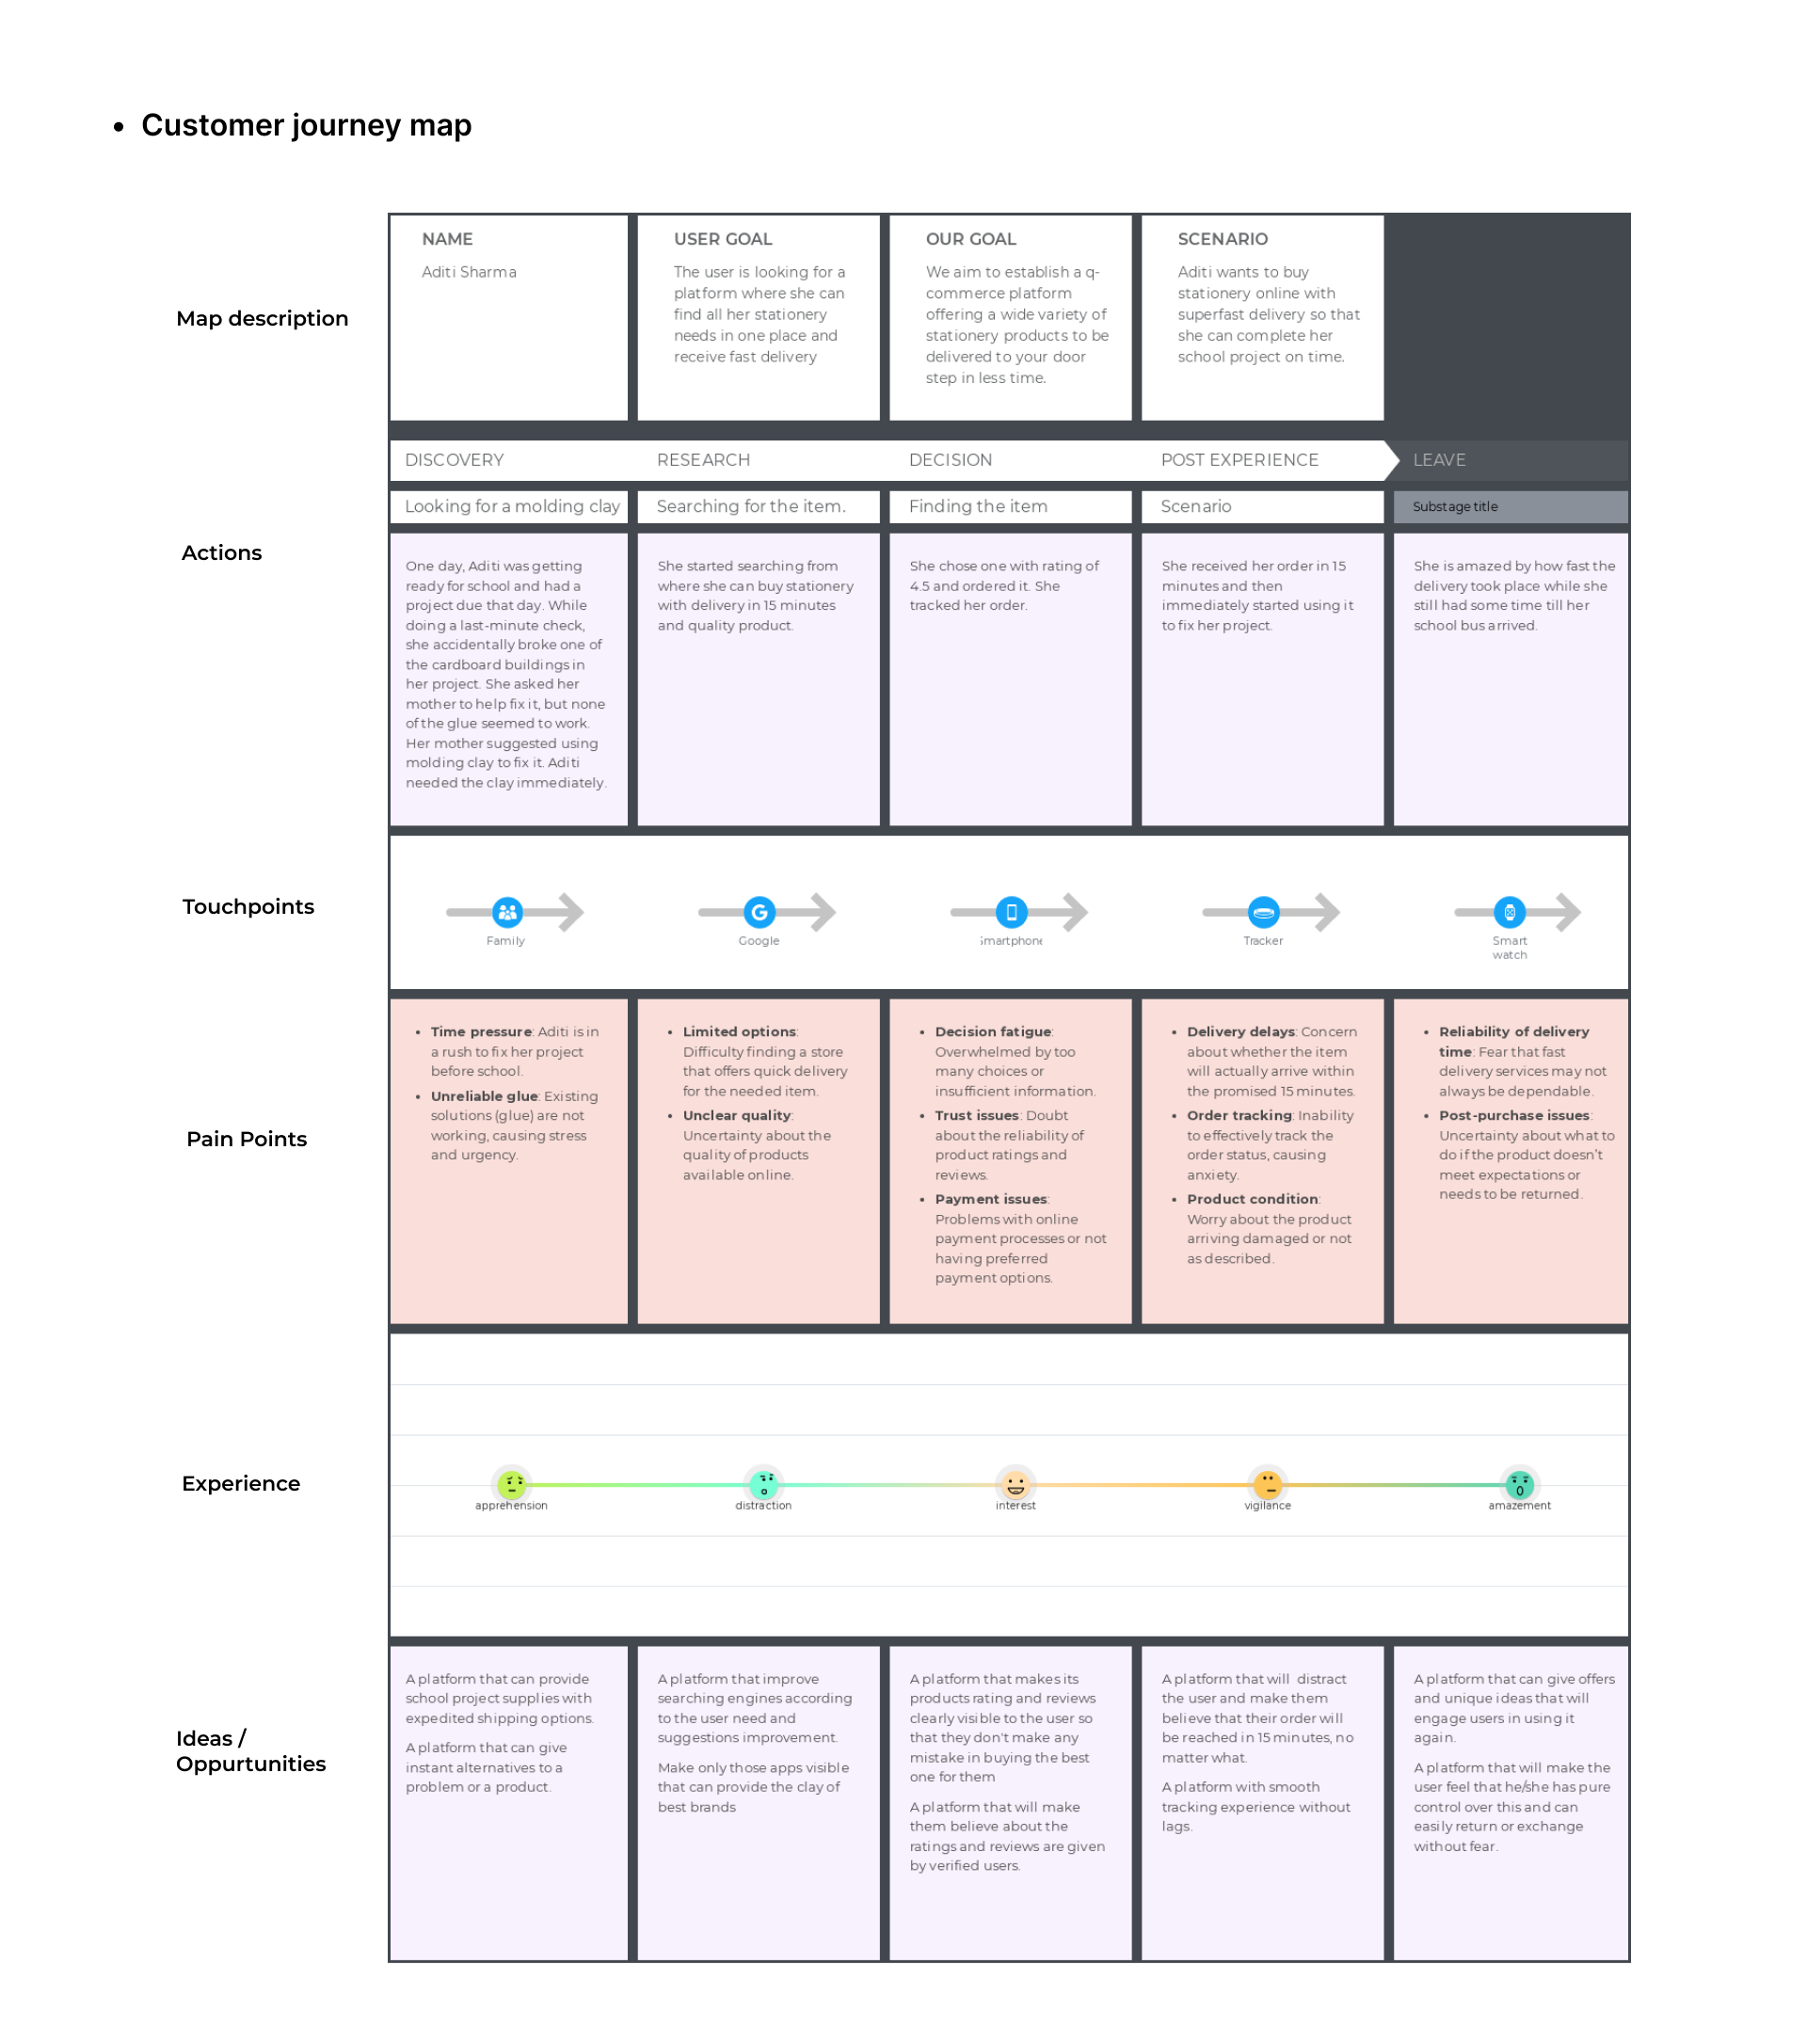 • Customer journey map
Map description
NAME
Aditi Sharma
USER GOAL
The user is looking for a
platform where she can
find all her stationery
needs in one place and
receive fast delivery
OUR GOAL
We aim to establish a q-
commerce platform
offering a wide variety of
stationery products to be
delivered to your door
step in less time.
SCENARIO
Aditi wants to buy
stationery online with
superfast delivery so that
she can complete her
school project on time.
DISCOVERY
RESEARCH
DECISION
POST EXPERIENCE
LEAVE
Looking for a molding clay
Searching for the item.
Finding the item
Scenario
Substage title
Actions
One day, Aditi was getting
ready for school and had a
project due that day. While
doing a last-minute check,
she accidentally broke one of
the cardboard buildings in
her project. She asked her
mother to help fix it, but none
of the glue seemed to work.
Her mother suggested using
molding clay to fix it. Aditi
needed the clay immediately.
She started searching from
where she can buy stationery
with delivery in 15 minutes
and quality product.
She chose one with rating of
4.5 and ordered it. She
tracked her order.
She received her order in 15
minutes and then
immediately started using it
to fix her project.
She is amazed by how fast the
delivery took place while she
still had some time till her
school bus arrived.
Touchpoints
Family
Google
Smartphone
Tracker
Smart
watch
Pain Points
• Time pressure: Aditi is in
a rush to fix her project
before school.
• Unreliable glue: Existing
solutions (glue) are not
working, causing stress
and urgency.
• Limited options:
Difficulty finding a store
that offers quick delivery
for the needed item.
• Unclear quality:
Uncertainty about the
quality of products
available online.
• Decision fatigue:
Overwhelmed by too
many choices or
insufficient information.
• Trust issues: Doubt
about the reliability of
product ratings and
reviews.
• Payment issues:
Problems with online
payment processes or not
having preferred
payment options.
• Delivery delays: Concern
about whether the item
will actually arrive within
the promised 15 minutes.
• Order tracking: Inability
to effectively track the
order status, causing
anxiety.
• Product condition:
Worry about the product
arriving damaged or not
as described.
• Reliability of delivery
time: Fear that fast
delivery services may not
always be dependable.
• Post-purchase issues:
Uncertainty about what to
do if the product doesn't
meet expectations or
needs to be returned.
Experience
apprehension
distraction
interest
vigilance
amazement
Ideas /
Oppurtunities
A platform that can provide
school project supplies with
expedited shipping options.
A platform that can give
instant alternatives to a
problem or a product.
A platform that improve
searching engines according
to the user need and
suggestions improvement.
Make only those apps visible
that can provide the clay of
best brands
A platform that makes its
products rating and reviews
clearly visible to the user so
that they don't make any
mistake in buying the best
one for them
A platform that will make
them believe about the
ratings and reviews are given
by verified users.
A platform that will distract
the user and make them
believe that their order will
be reached in 15 minutes, no
matter what.
A platform with smooth
tracking experience without
lags.
A platform that can give offers
and unique ideas that will
engage users in using it
again.
A platform that will make the
user feel that he/she has pure
control over this and can
easily return or exchange
without fear.